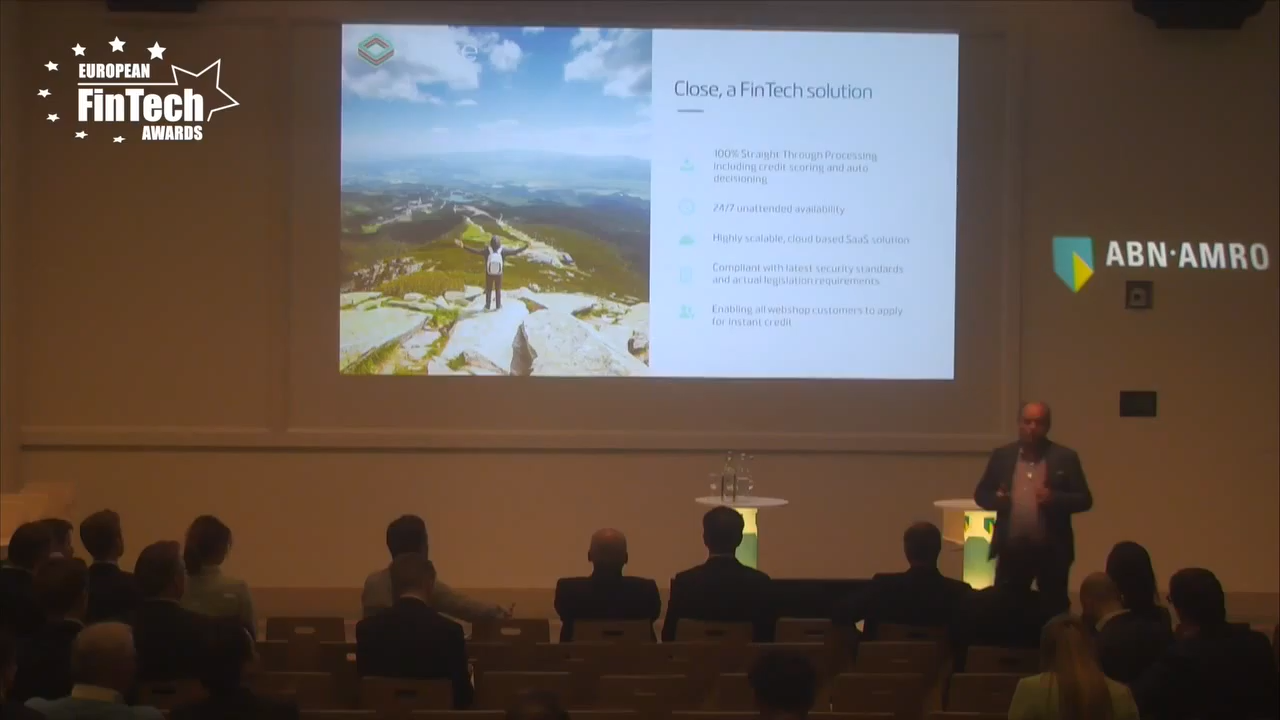 EUROPEAN
FinTech
AWARDS
Close, a FinTech solution
100% Straight Through Processing
including credit scoring and auto
decisioning
24/7 unattended availability
Highly scalable, cloud based SaaS solution
Compliant with latest security standards
and actual legislation requirements
Enabling all webshop customers to apply
for instant credit
ABN·AMRO